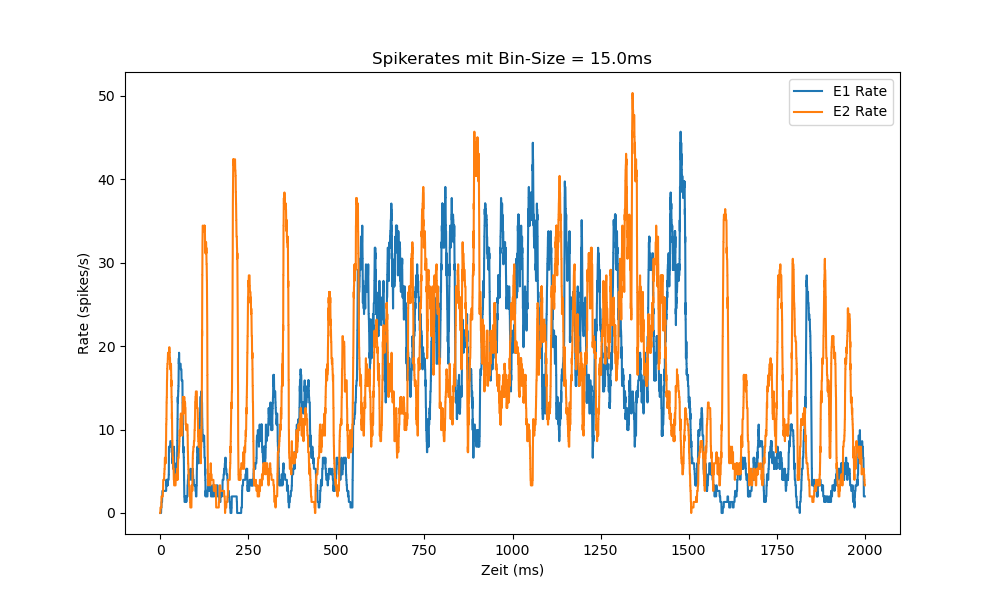 Spikerates mit Bin-Size = 15.0ms
E1 Rate
E2 Rate
50
40
30
20
10
0
Rate (spikes/s)
0 250 500 750 1000 1250 1500 1750 2000
Zeit (ms)